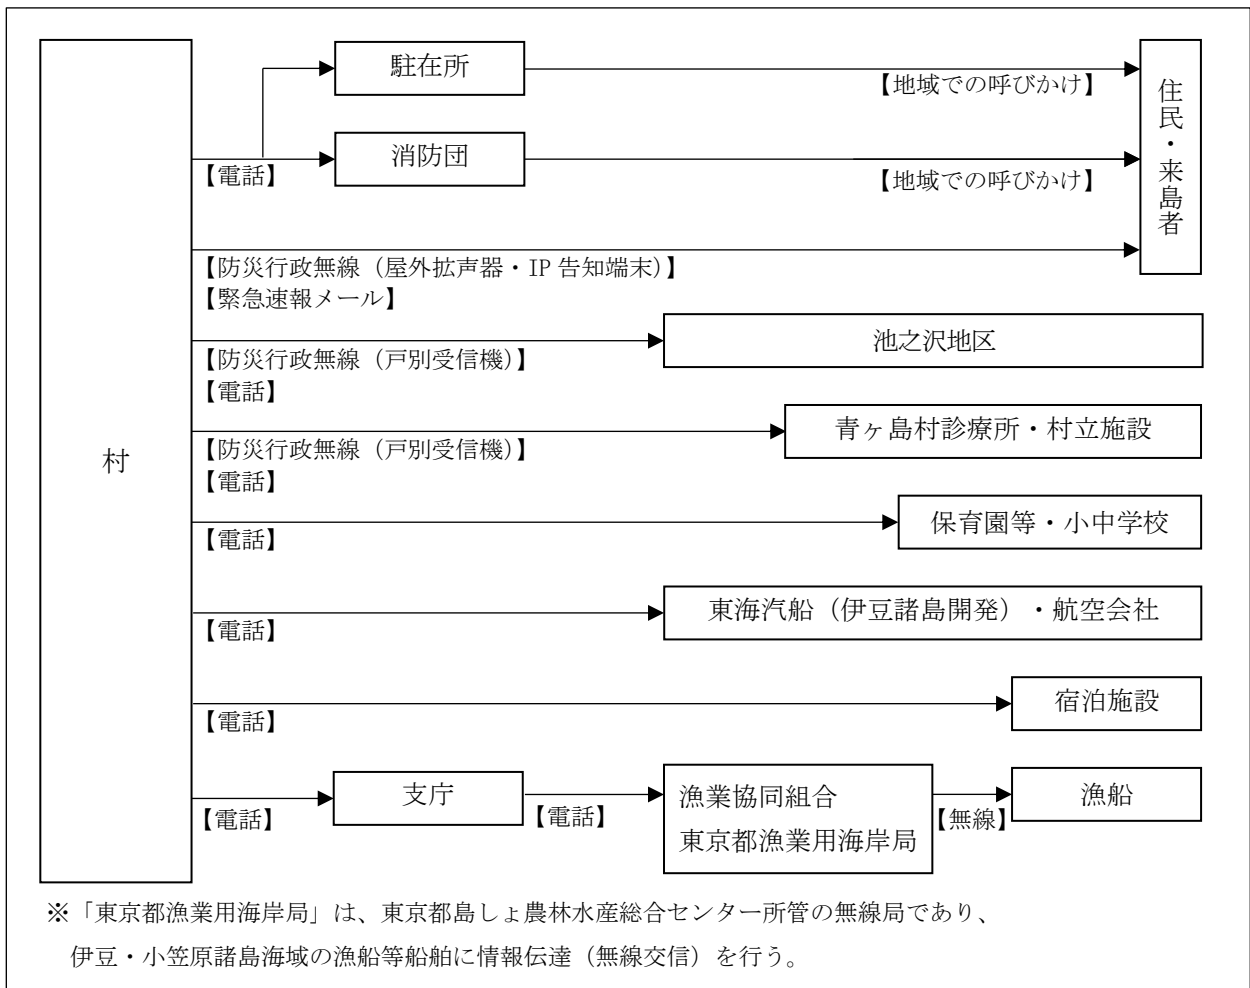 駐在所
【地域での呼びかけ】
消防団
【電話】
【地域での呼びかけ】
住民・来島者
【防災行政無線（屋外拡声器・IP 告知端末）】
【緊急速報メール】
池之沢地区
【防災行政無線（戸別受信機）】
【電話】
村
青ヶ島村診療所・村立施設
【防災行政無線（戸別受信機）】
【電話】
保育園等・小中学校
【電話】
東海汽船（伊豆諸島開発）・航空会社
【電話】
宿泊施設
【電話】
支庁
【電話】
【電話】
漁業協同組合
東京都漁業用海岸局
【無線】
漁船
※「東京都漁業用海岸局」は、東京都島しょ農林水産総合センター所管の無線局であり、
伊豆・小笠原諸島海域の漁船等船舶に情報伝達（無線交信）を行う。